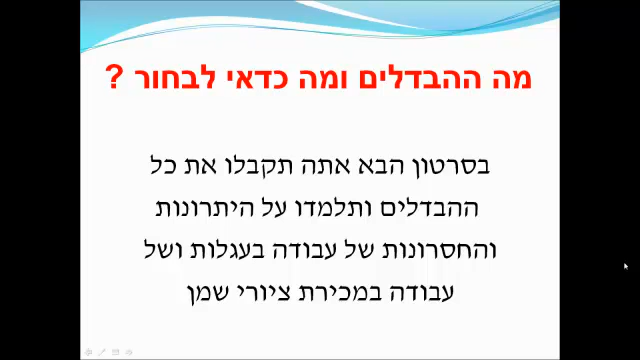 מה ההבדלים ומה כדאי לבחור ?
בסרטון הבא אתה תקבלו את כל
ההבדלים ותלמדו על היתרונות
והחסרונות של עבודה בעגלות ושל
עבודה במכירת ציורי שמן